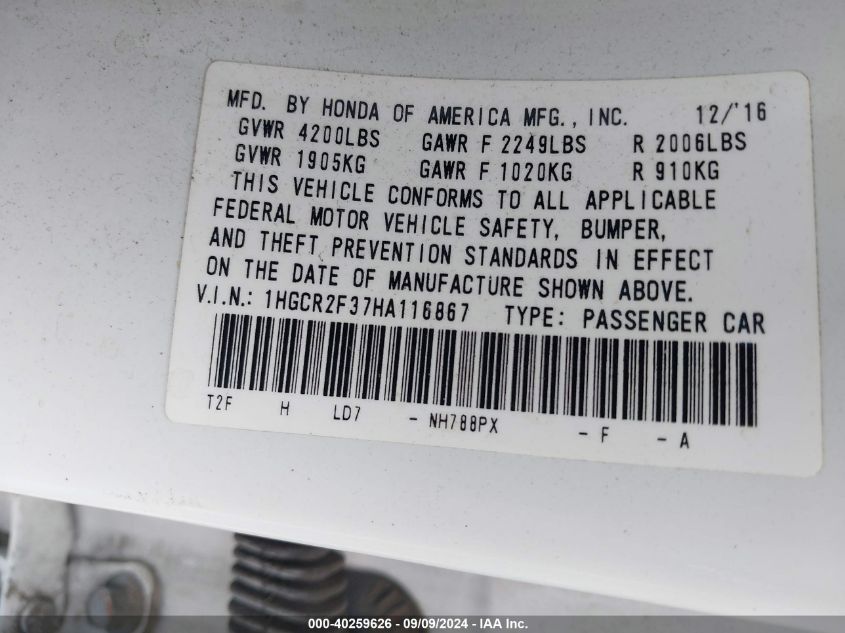 MFD. BY HONDA OF AMERICA MFG., INC. 12/'16
GVWR 4200LBS GAWR F 2249LBS R 2006LBS
GVWR 1905KG GAWR F 1020KG R 910KG
THIS VEHICLE CONFORMS TO ALL APPLICABLE
FEDERAL MOTOR VEHICLE SAFETY, BUMPER,
AND THEFT PREVENTION STANDARDS IN EFFECT
ON THE DATE OF MANUFACTURE SHOWN ABOVE.
V.I.N.: 1HGCR2F37HA116867 TYPE: PASSENGER CAR
T2F H LD7 - NH788PX - F - A
000-40259626 - 09/09/2024 - IAA Inc.